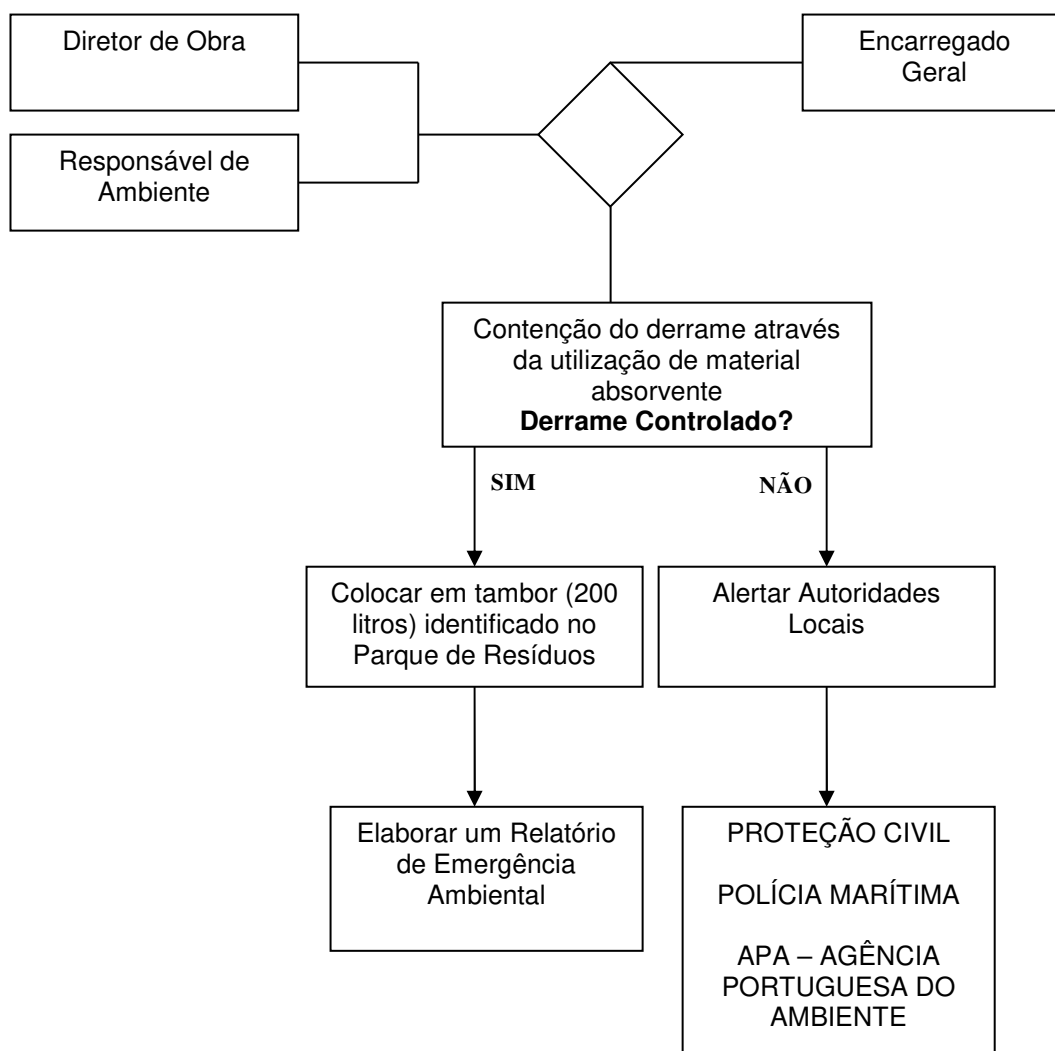 Diretor de Obra
Encarregado
Geral
Responsável de
Ambiente
Contenção do derrame através
da utilização de material
absorvente
Derrame Controlado?
SIM
NÃO
Colocar em tambor (200
litros) identificado no
Parque de Resíduos
Alertar Autoridades
Locais
Elaborar um Relatório
de Emergência
Ambiental
PROTEÇÃO CIVIL
POLÍCIA MARÍTIMA
APA – AGÊNCIA
PORTUGUESA DO
AMBIENTE